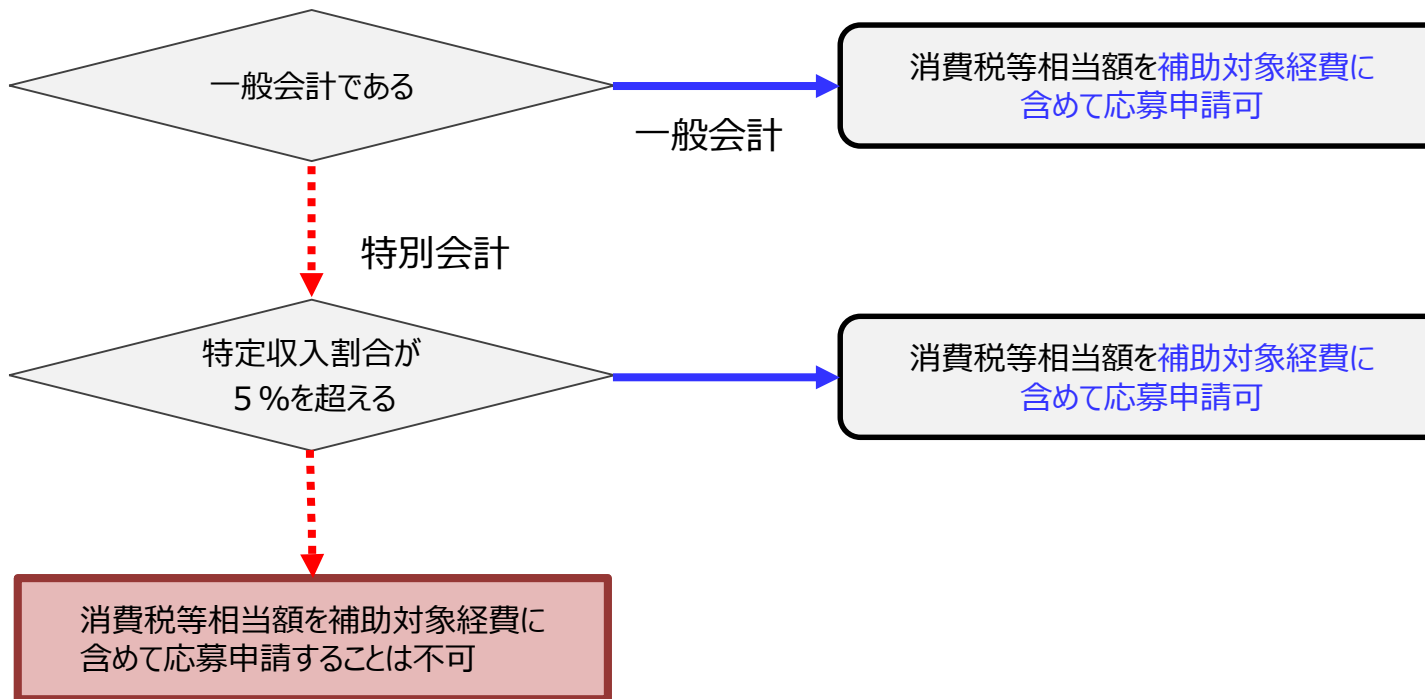 一般会計である
消費税等相当額を補助対象経費に
含めて応募申請可
一般会計
特別会計
特定収入割合が
５%を超える
消費税等相当額を補助対象経費に
含めて応募申請可
消費税等相当額を補助対象経費に
含めて応募申請することは不可